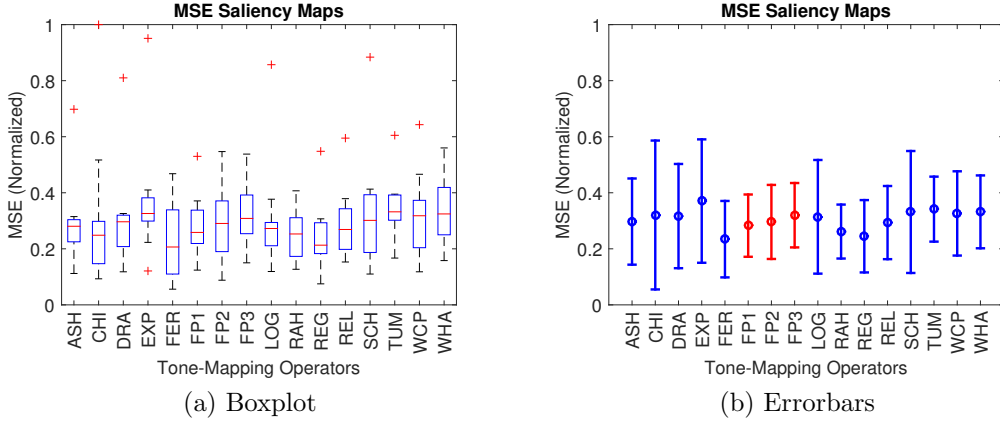 MSE Saliency Maps
1
0.8
0.6
0.4
0.2
0
MSE (Normalized)
ASH CHI DRA EXP FER FP1 FP2 FP3 LOG RAH REG REL SCH TUM WCP WHA
Tone-Mapping Operators
(a) Boxplot
MSE Saliency Maps
1
0.8
0.6
0.4
0.2
0
MSE (Normalized)
ASH CHI DRA EXP FER FP1 FP2 FP3 LOG RAH REG REL SCH TUM WCP WHA
Tone-Mapping Operators
(b) Errorbars